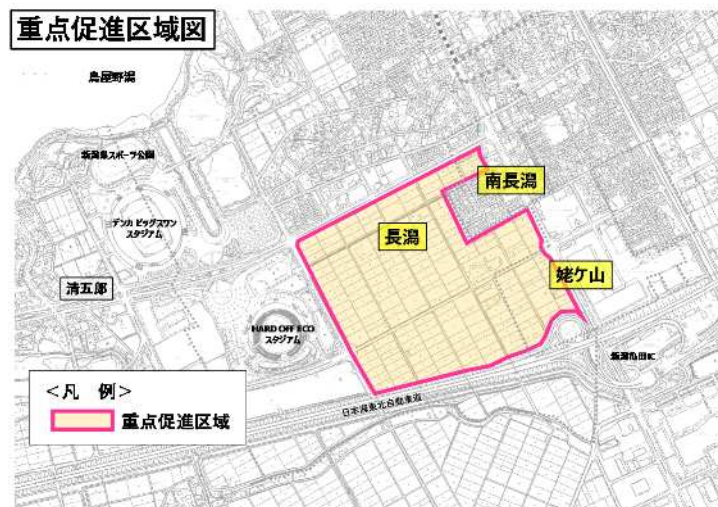 重点促進区域図
鳥屋野潟
新潟県スポーツ公園
デンカ ビッグスワン
スタジアム
南長潟
長潟
姥ケ山
清五郎
HARD OFF ECO
スタジアム
新潟亀田IC
日本海東北自動車道
<凡 例>
重点促進区域